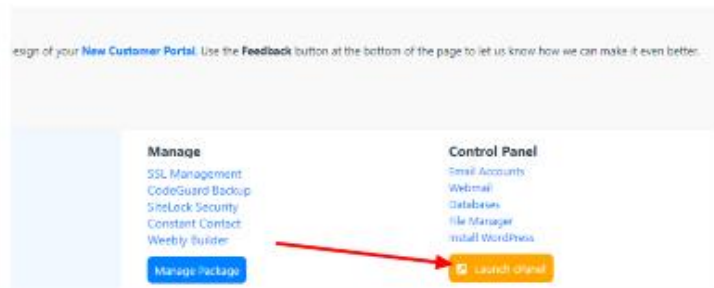 esign of your New Customer Portal. Use the Feedback button at the bottom of the page to let us know how we can make it even better.
Manage
SSL Management
CodeGuard Backup
SiteLock Security
Constant Contact
Weebly Builder
Manage Package
Control Panel
Email Accounts
Webmail
Databases
File Manager
Install WordPress
Launch cPanel